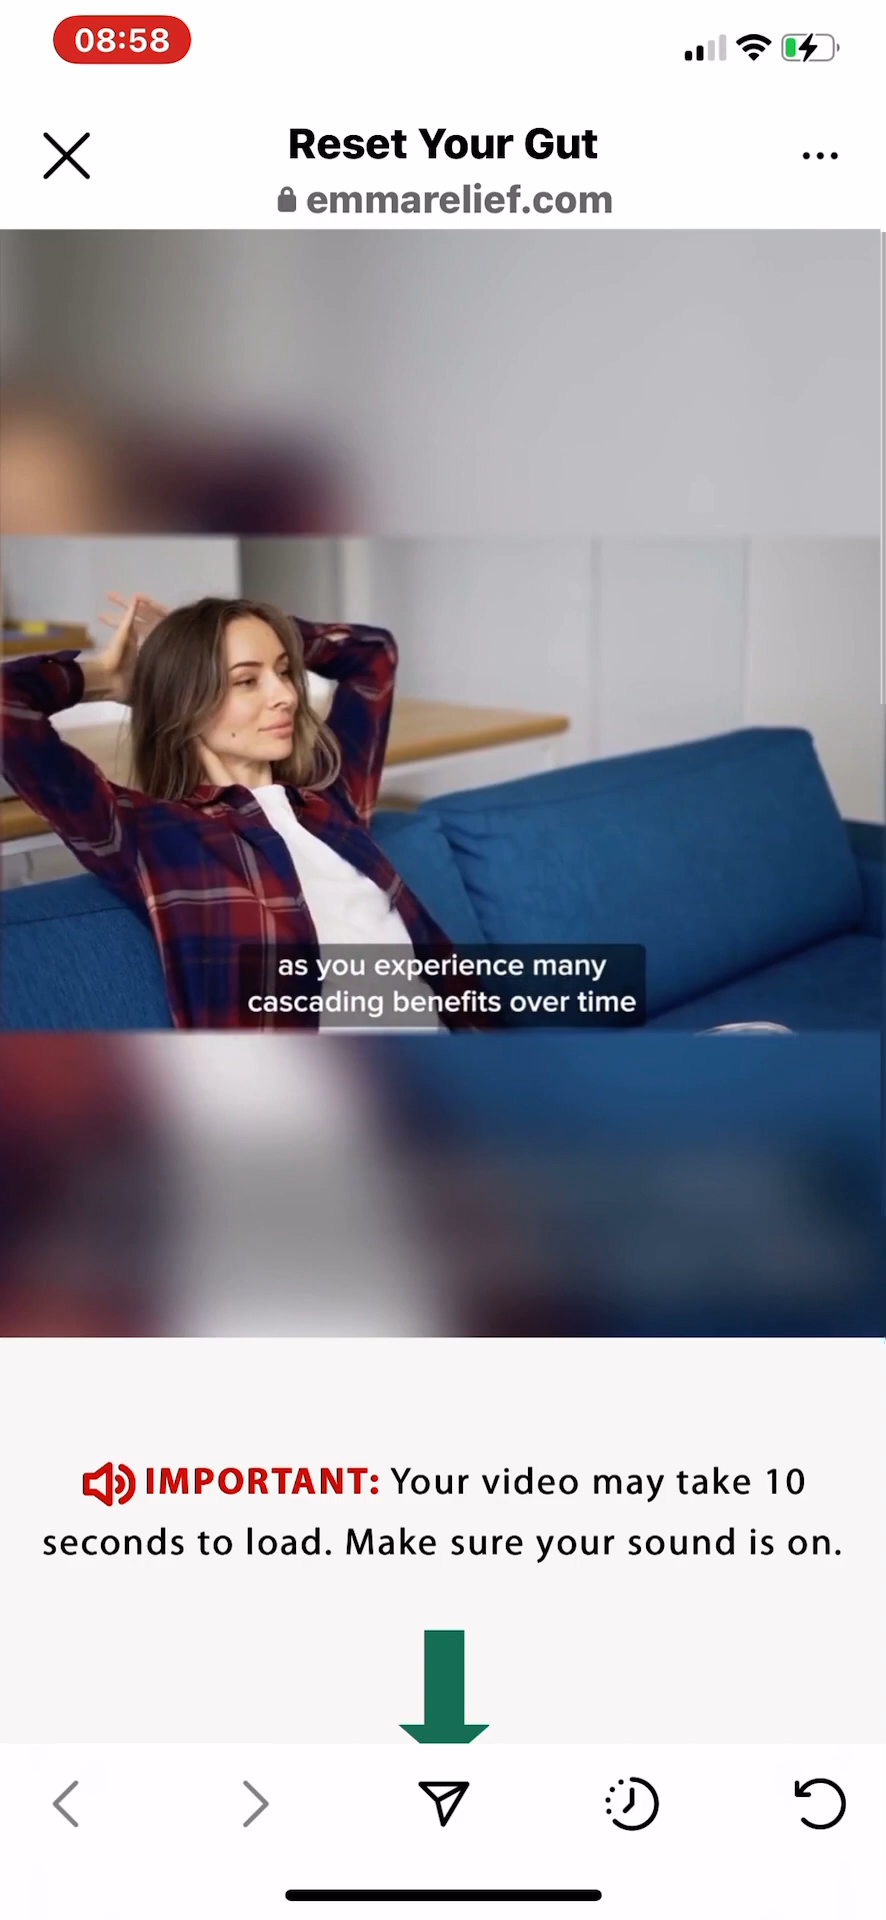 08:58
Reset Your Gut
emmarelief.com
as you experience many
cascading benefits over time
IMPORTANT: Your video may take 10
seconds to load. Make sure your sound is on.